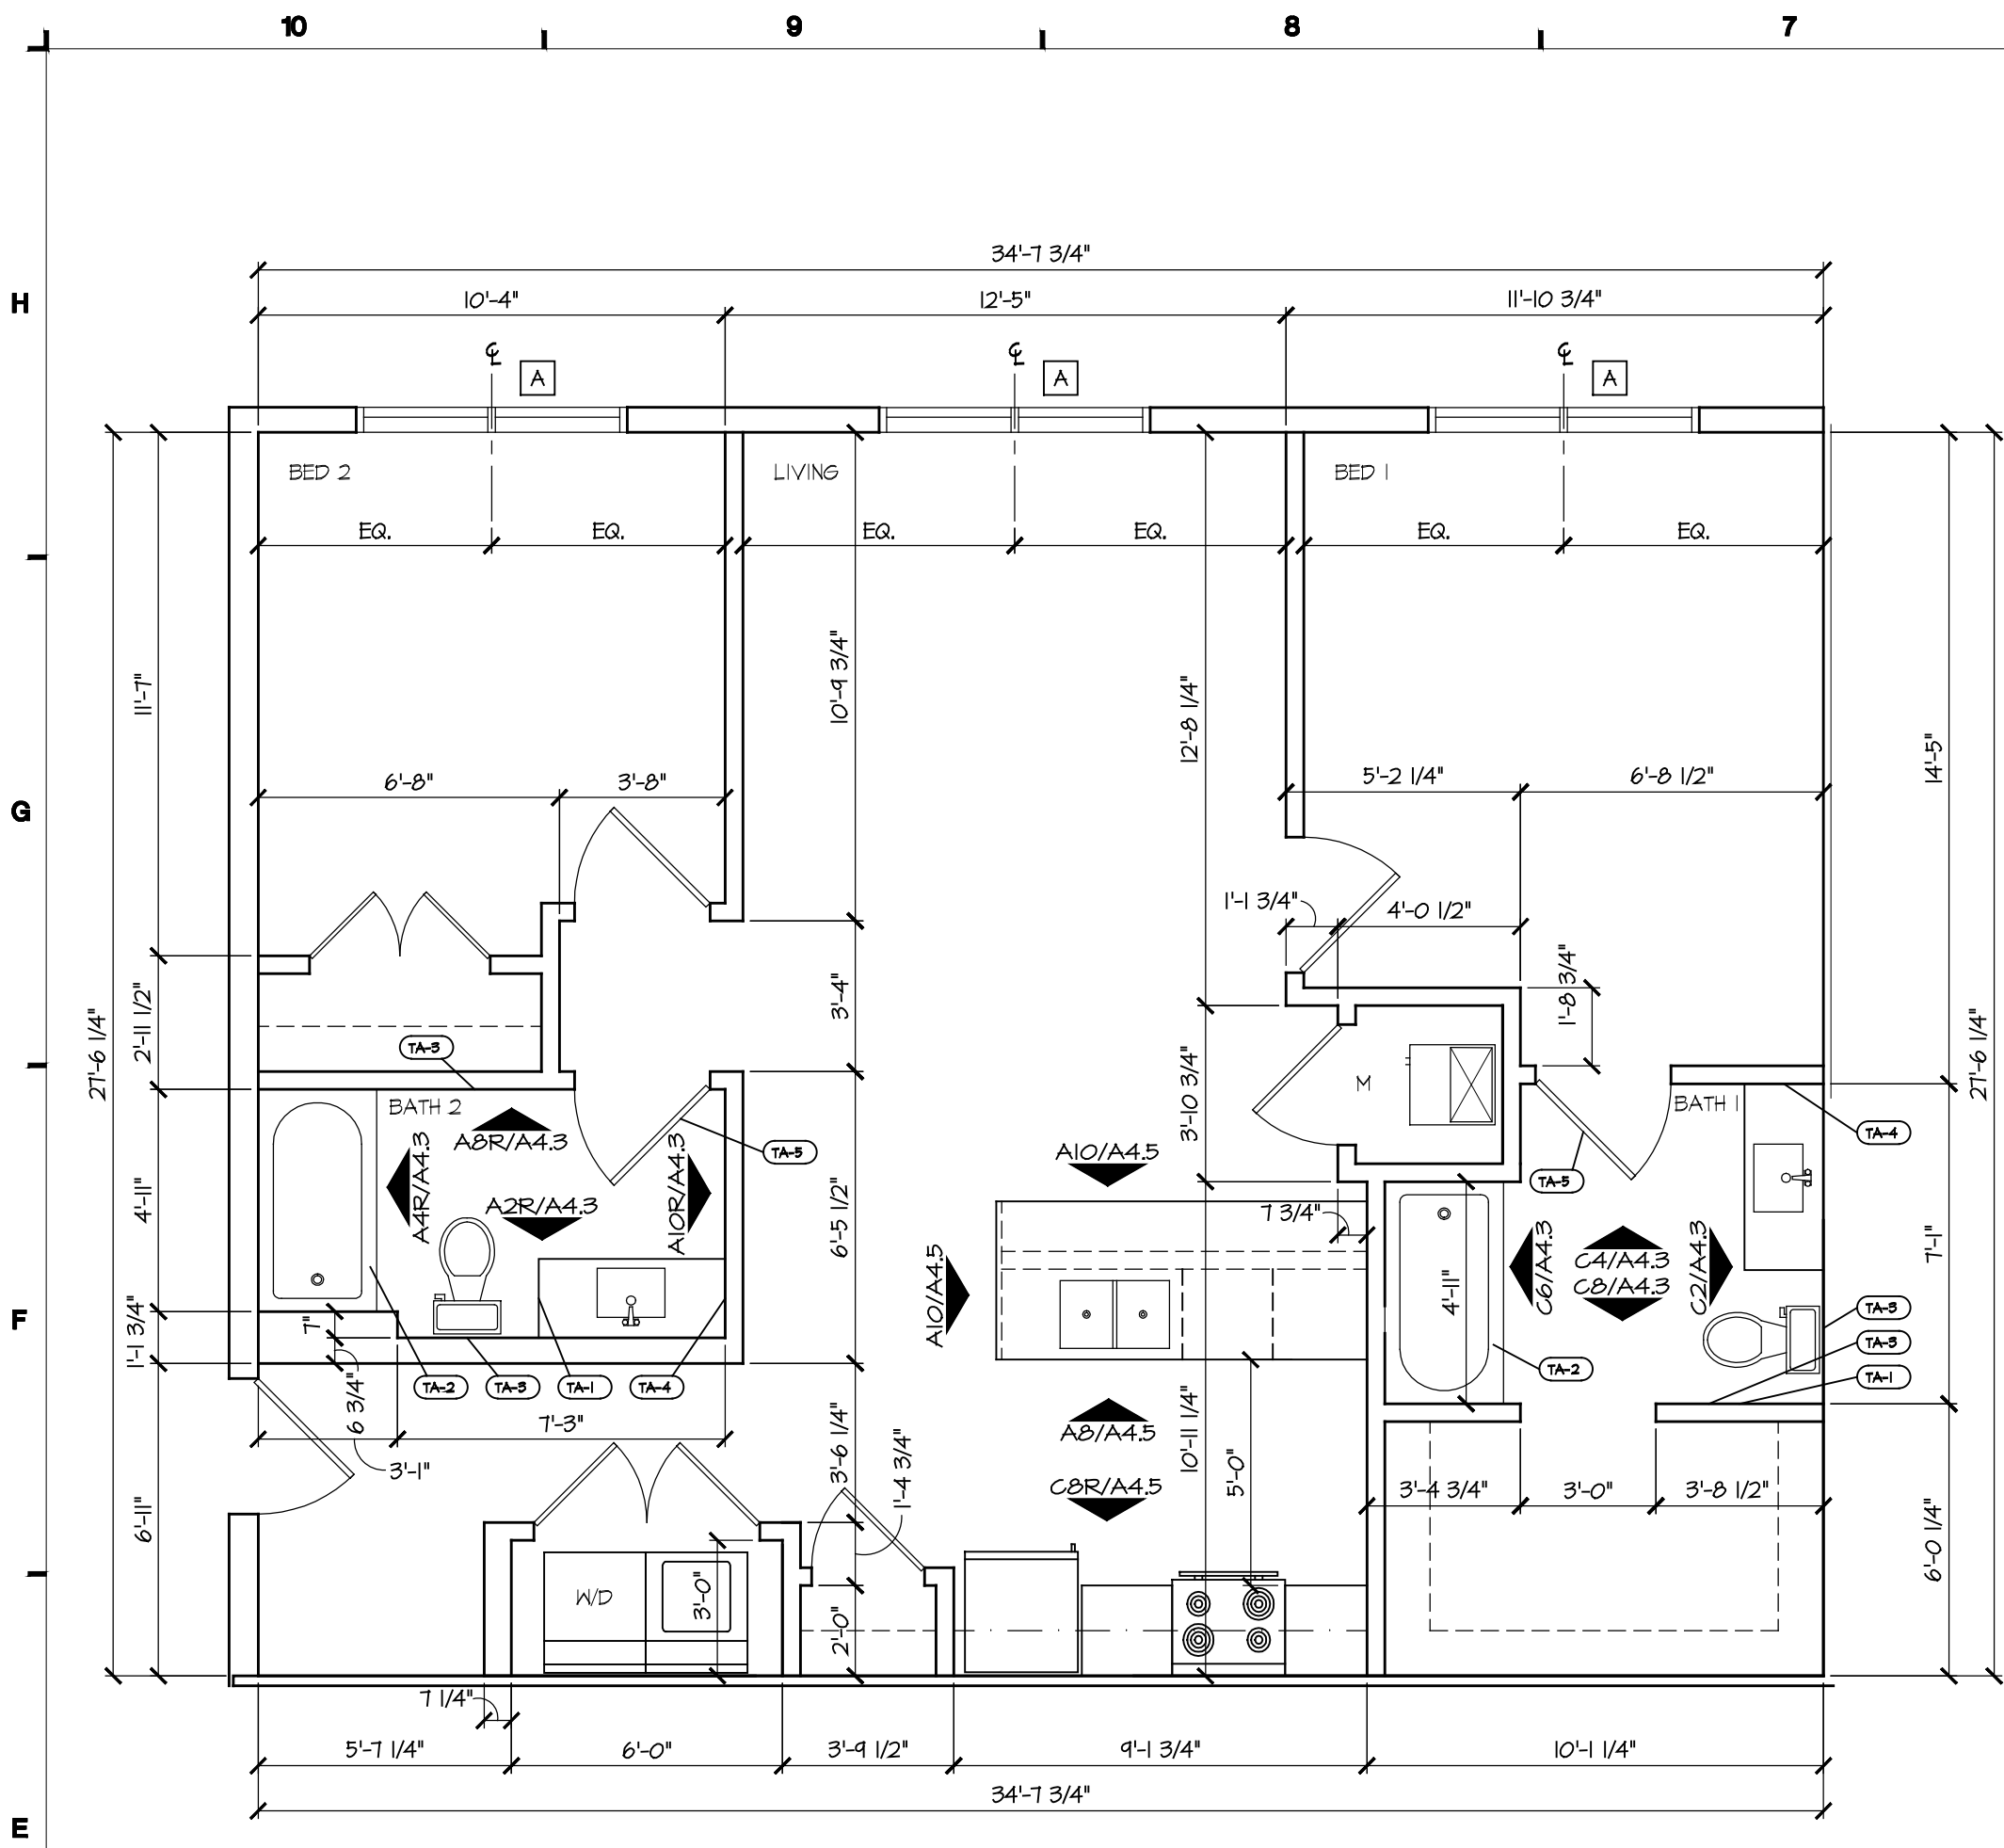 10 9 8 7
34'-7 3/4"
H
10'-4" 12'-5" 11'-10 3/4"
℄ A ℄ A ℄ A
BED 2 LIVING BED 1
EQ. EQ. EQ. EQ. EQ. EQ.
11'-7" 10'-9 3/4" 12'-8 1/4" 14'-5"
6'-8" 3'-8" 5'-2 1/4" 6'-8 1/2"
G
1'-1 3/4" 4'-0 1/2"
27'-6 1/4" 2'-11 1/2" 3'-4" 1'-8 3/4" 27'-6 1/4"
TA-3
3'-10 3/4" M
BATH 2 BATH 1
A8R/A4.3 TA-4
A4R/A4.3 A10R/A4.3 TA-5 A10/A4.5 TA-5
4'-11" A2R/A4.3 6'-5 1/2" 7 3/4" 7'-1"
A10/A4.5 4'-11" C6/A4.3 C4/A4.3 C2/A4.3
C8/A4.3
F
1'-1 3/4" 7" TA-3
TA-3
TA-2 TA-3 TA-1 TA-4 TA-2 TA-1
6 3/4" 7'-3"
3'-1" 3'-6 1/4" 1'-4 3/4" A8/A4.5 10'-11 1/4" 5'-0"
C8R/A4.5 3'-4 3/4" 3'-0" 3'-8 1/2"
6'-11" 6'-0 1/4"
W/D 3'-0" 2'-0"
7 1/4"
5'-7 1/4" 6'-0" 3'-9 1/2" 9'-1 3/4" 10'-1 1/4"
34'-7 3/4"
E